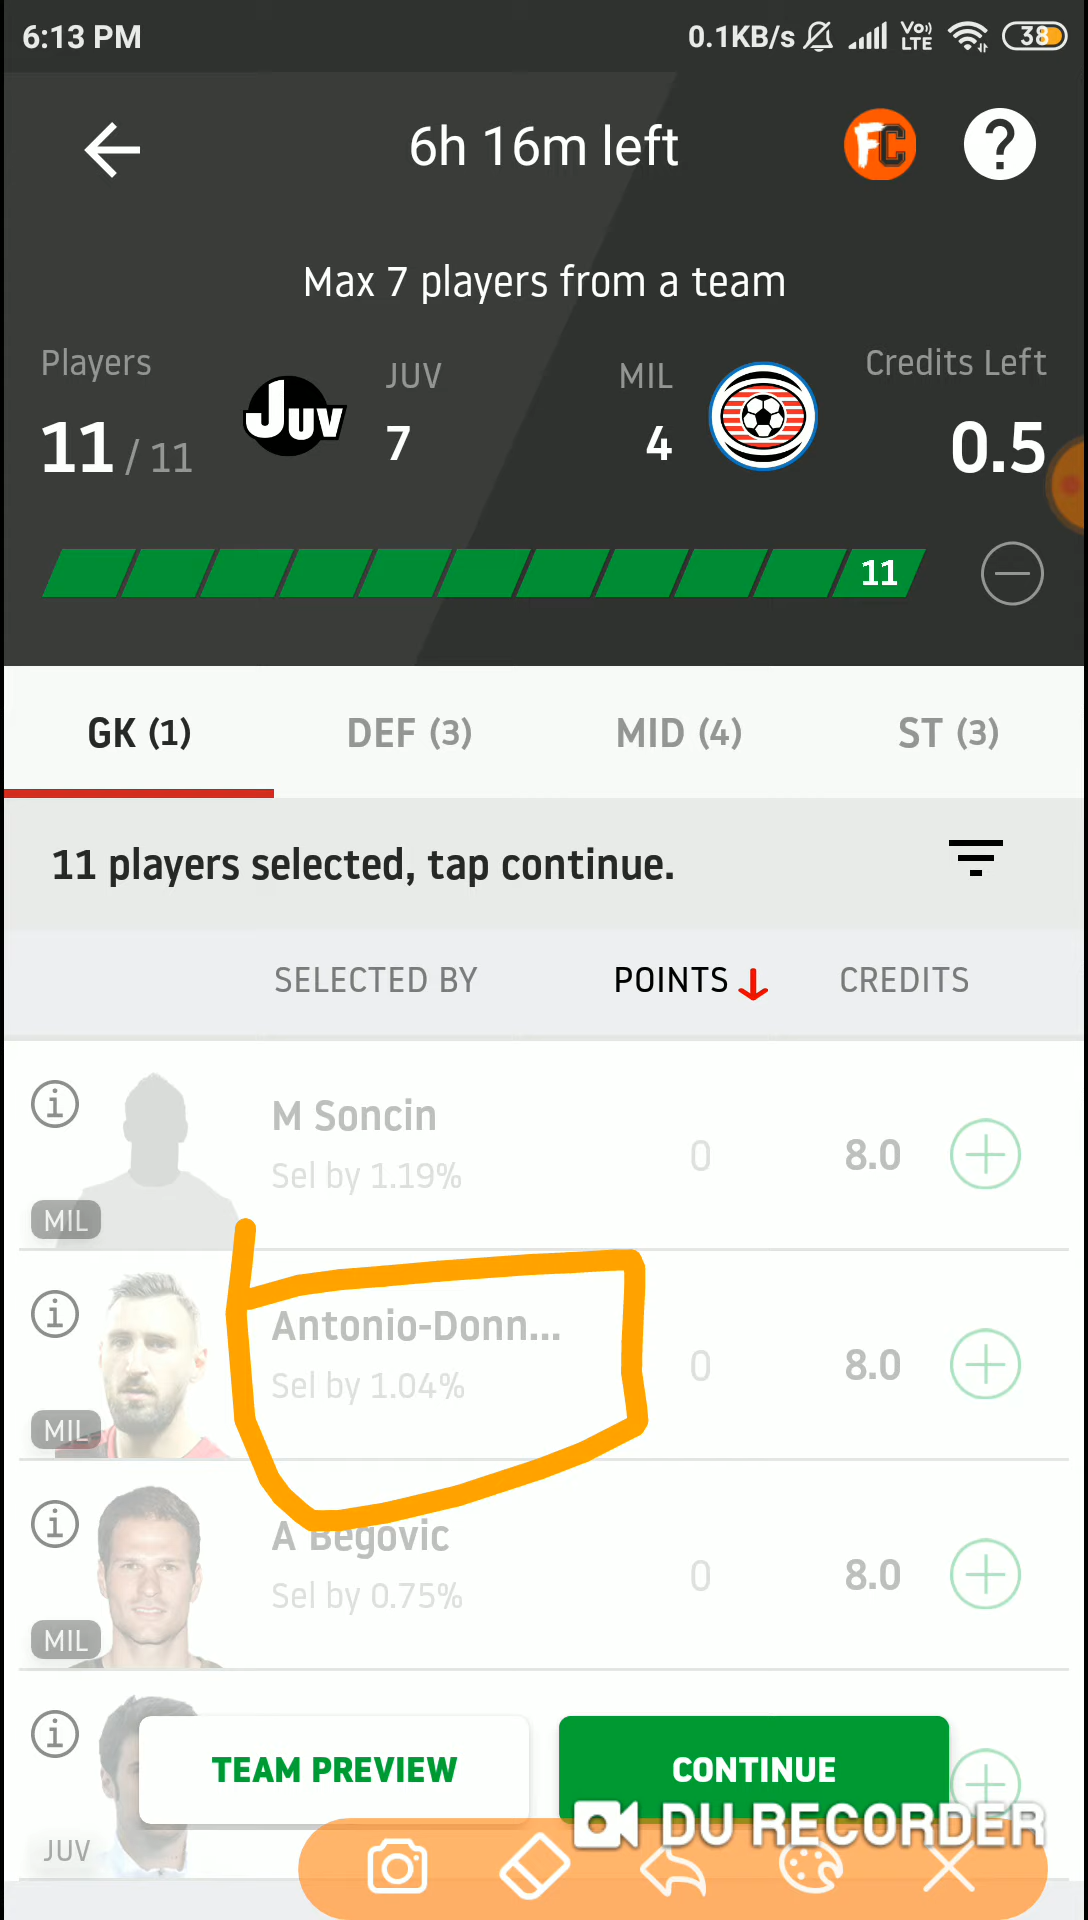 6:13 PM 0.1KB/s Vo) LTE 38
6h 16m left FC ?
Max 7 players from a team
Players JUV MIL Credits Left
11 / 11 JUV 7 4 0.5
11
GK (1) DEF (3) MID (4) ST (3)
11 players selected, tap continue.
SELECTED BY POINTS CREDITS
M Soncin
Sel by 1.19% 0 8.0
MIL
Antonio-Donn...
Sel by 1.04% 0 8.0
MIL
A Begovic
Sel by 0.75% 0 8.0
MIL
TEAM PREVIEW CONTINUE
DU RECORDER
JUV